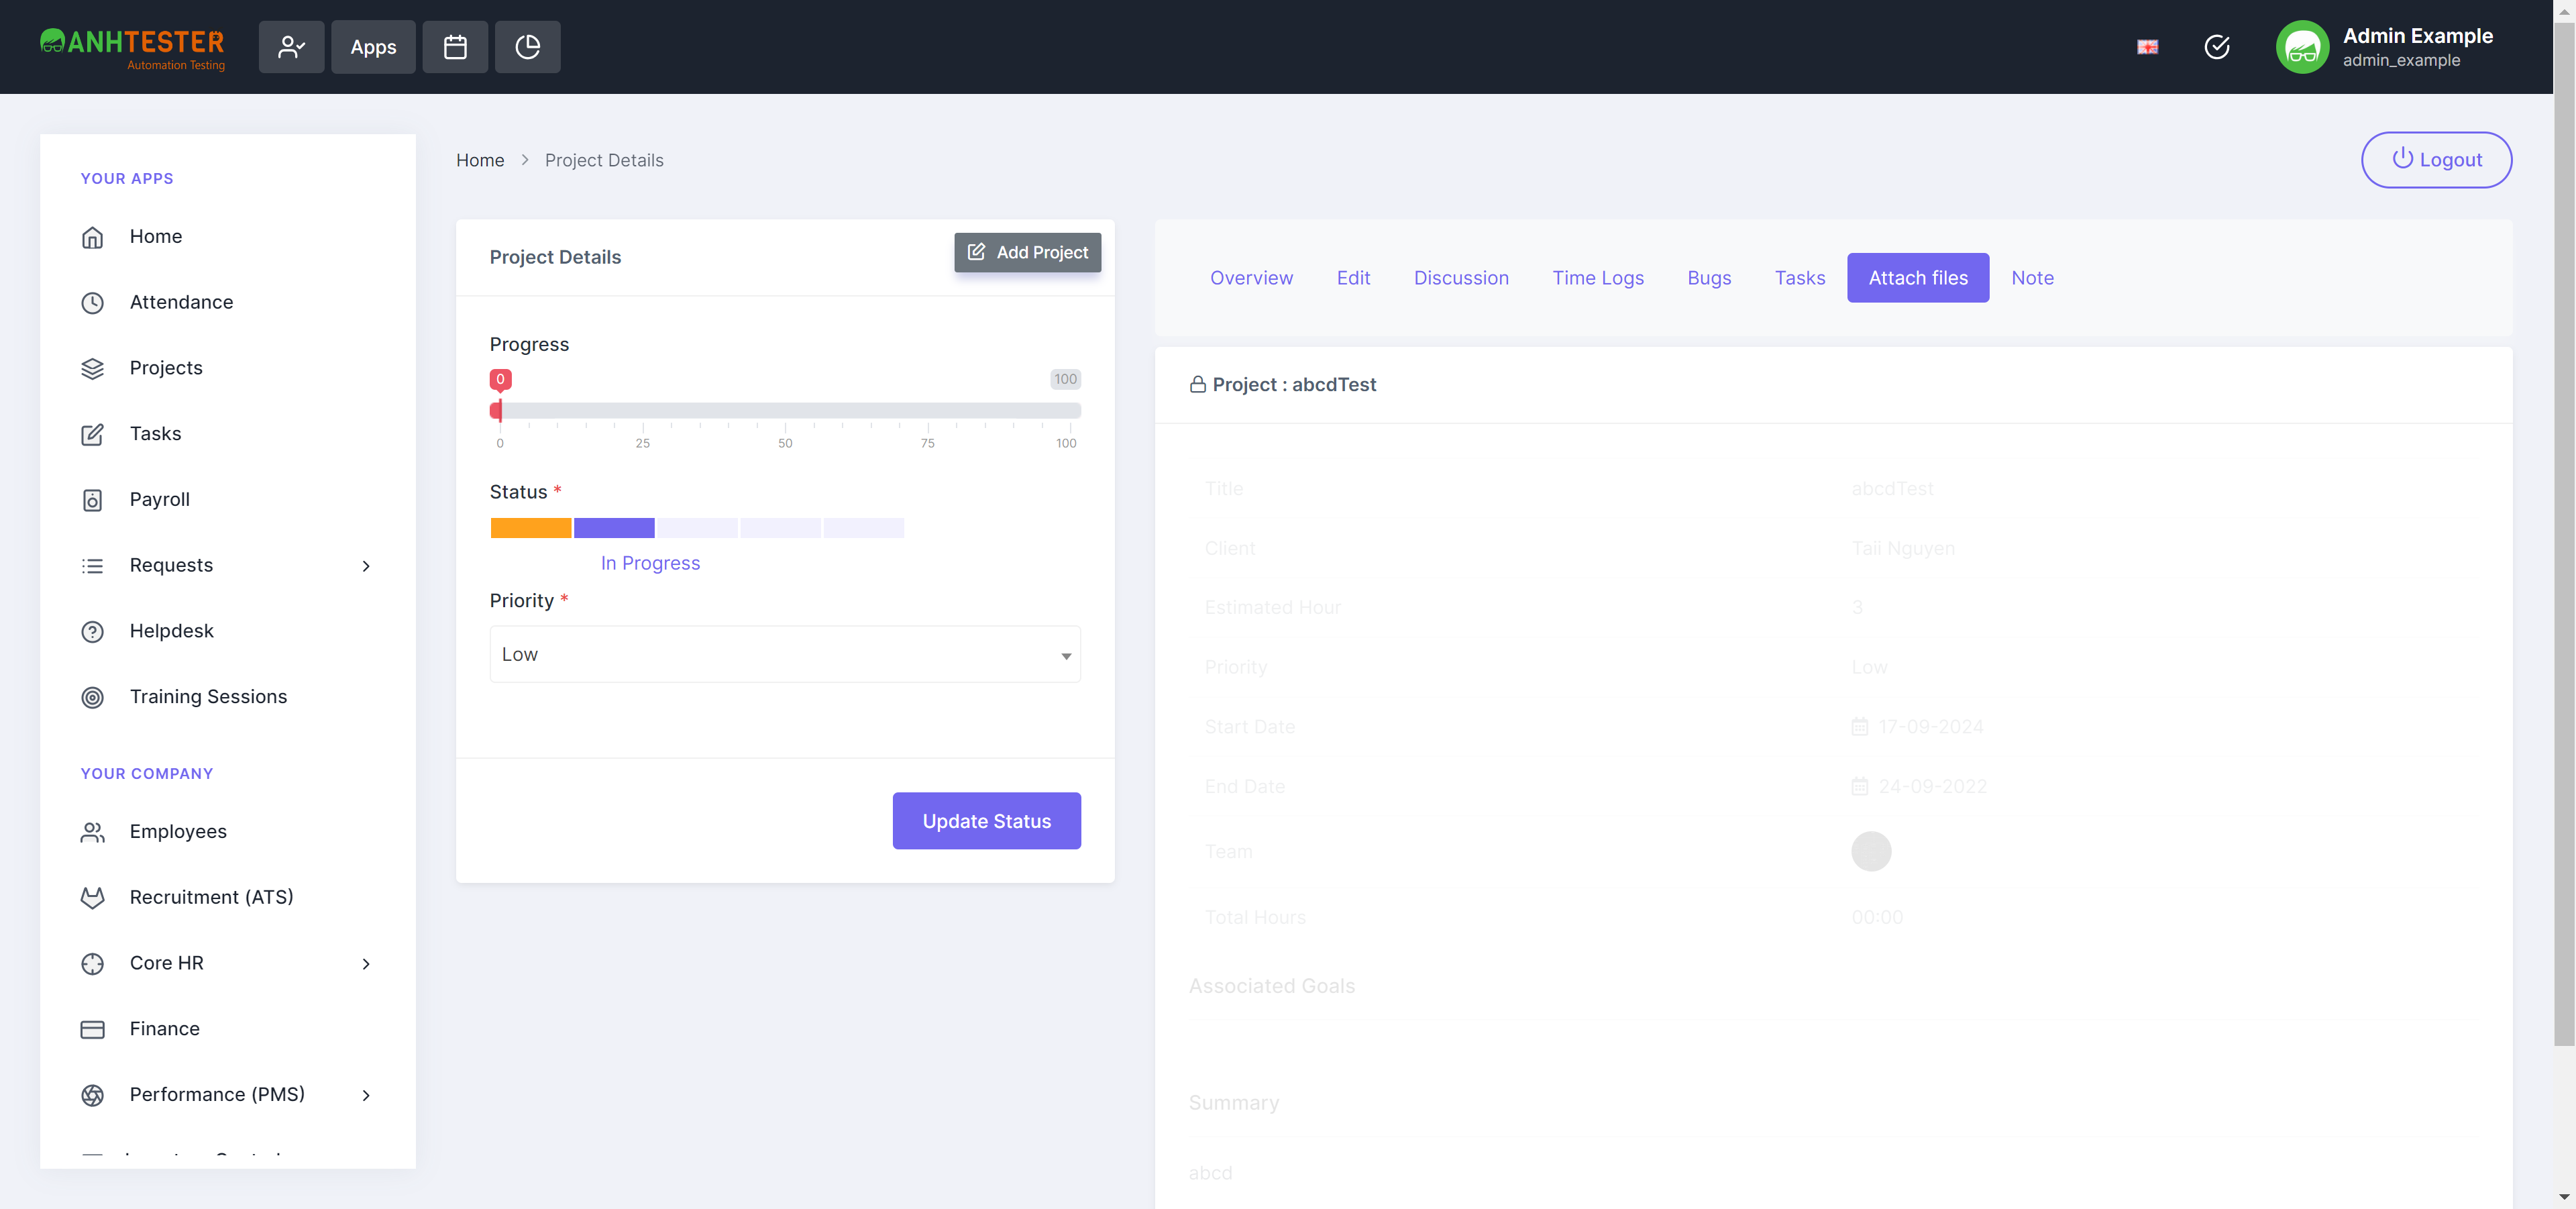 ANHTESTER
Automation Testing
Apps
Admin Example
admin_example
YOUR APPS
Home
Attendance
Projects
Tasks
Payroll
Requests
Helpdesk
Training Sessions
YOUR COMPANY
Employees
Recruitment (ATS)
Core HR
Finance
Performance (PMS)
Home > Project Details
Logout
Project Details
Add Project
Progress
0 100
0 25 50 75 100
Status *
In Progress
Priority *
Low
Update Status
Overview Edit Discussion Time Logs Bugs Tasks Attach files Note
Project : abcdTest
Title abcdTest
Client Taii Nguyen
Estimated Hour 3
Priority Low
Start Date 17-09-2024
End Date 24-09-2022
Team
Total Hours 00:00
Associated Goals
Summary
abcd